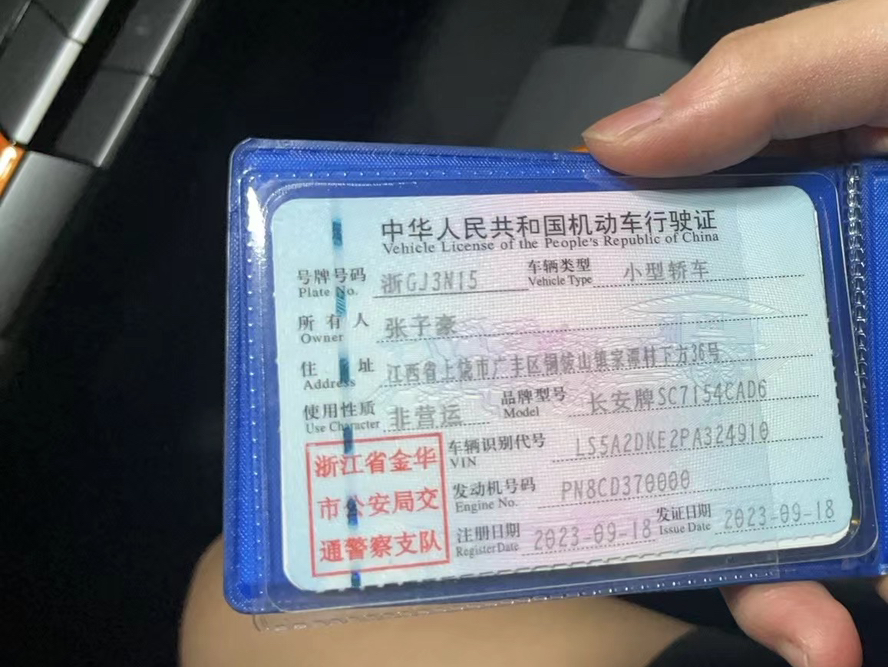 中华人民共和国机动车行驶证
Vehicle License of the People's Republic of China
号牌号码 浙GJ3N15 车辆类型 小型轿车
Plate No. Vehicle Type
所有人 张子豪
Owner
住址 江西省上饶市广丰区铜钹山镇家潭村下万36号
Address
使用性质 非营运 品牌型号 长安牌SC7154CAD6
Use Character Model
浙江省金华
市公安局交
通警察支队
车辆识别代号 LS5A2DKE2PA324910
VIN
发动机号码 PN8CD370000
Engine No.
注册日期 2023-09-18 发证日期 2023-09-18
Register Date Issue Date